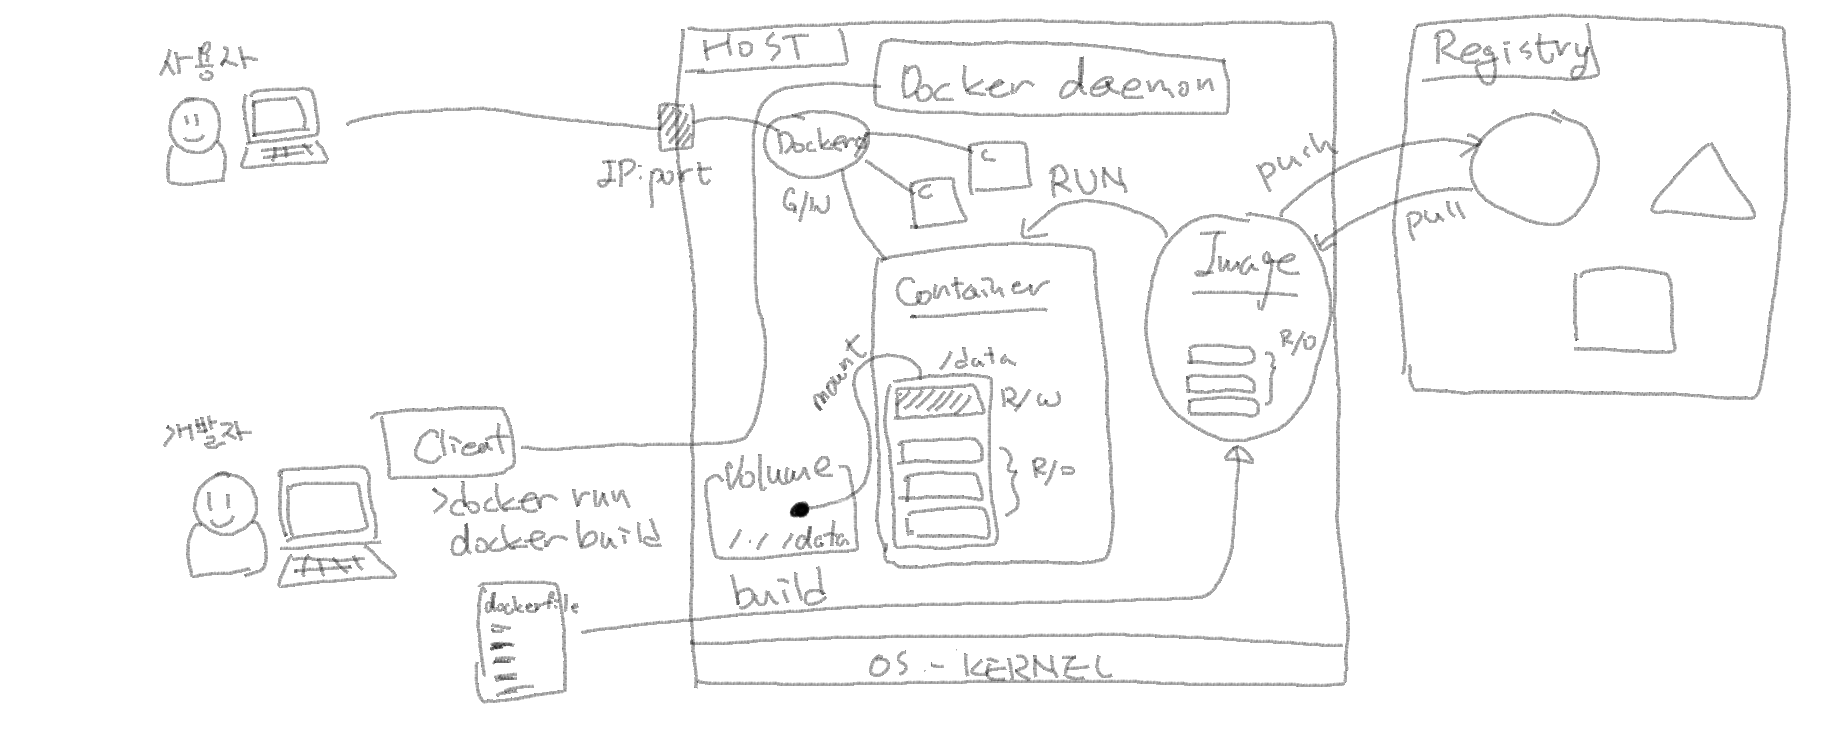 사용자
HOST
Docker daemon
Registry
IP:port
Docker0
G/W
C
C
RUN
push
pull
Image
R/O
Container
/data
mount
R/W
R/O
개발자
Client
>docker run
docker build
Volume
/././data
build
dockerfile
OS - KERNEL